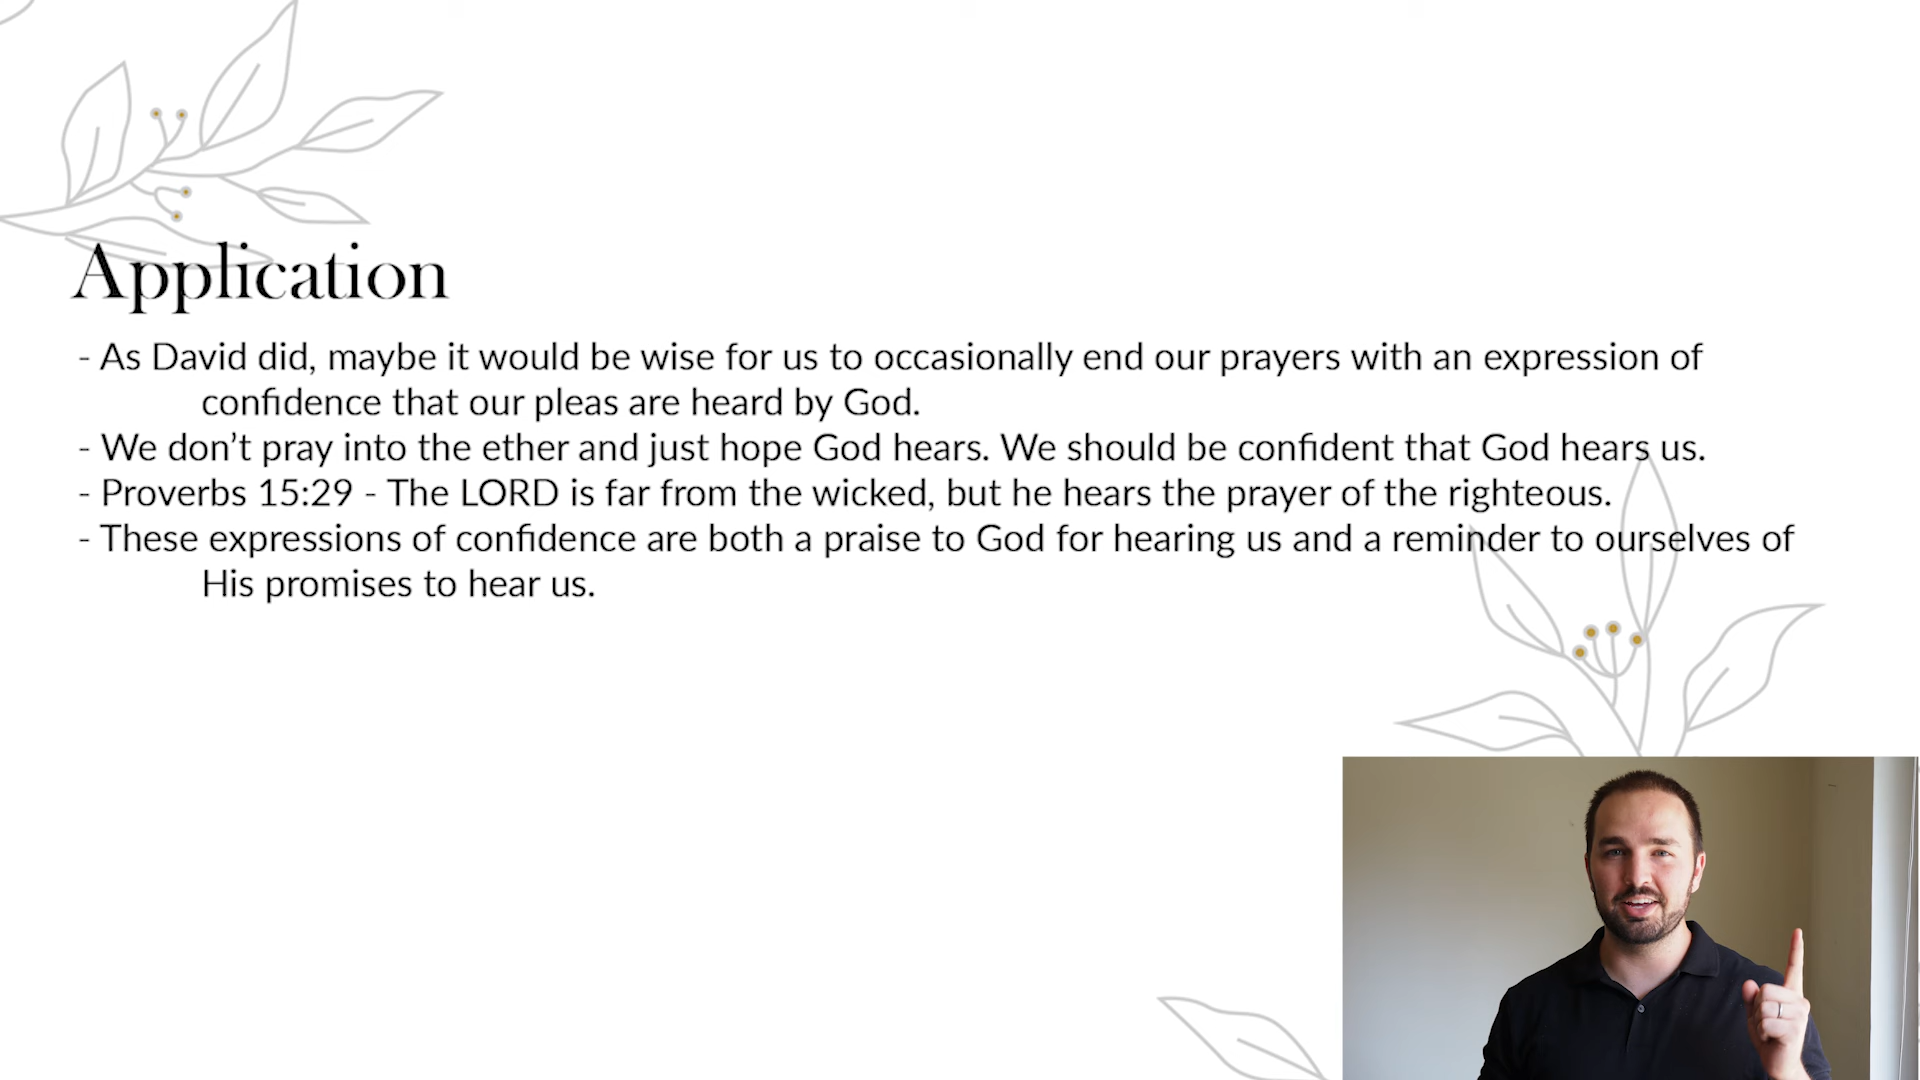 Application
- As David did, maybe it would be wise for us to occasionally end our prayers with an expression of
confidence that our pleas are heard by God.
- We don’t pray into the ether and just hope God hears. We should be confident that God hears us.
- Proverbs 15:29 - The LORD is far from the wicked, but he hears the prayer of the righteous.
- These expressions of confidence are both a praise to God for hearing us and a reminder to ourselves of
His promises to hear us.